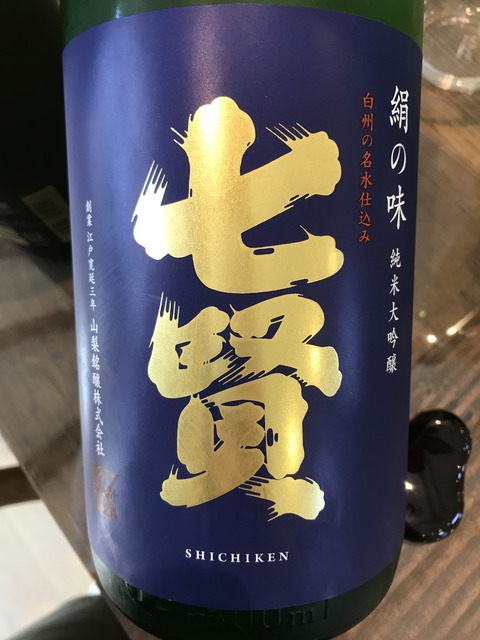 絹の味 純米大吟醸
白州の名水仕込み
七賢
創業 江戸寛延三年 山梨銘醸株式会社
SHICHIKEN